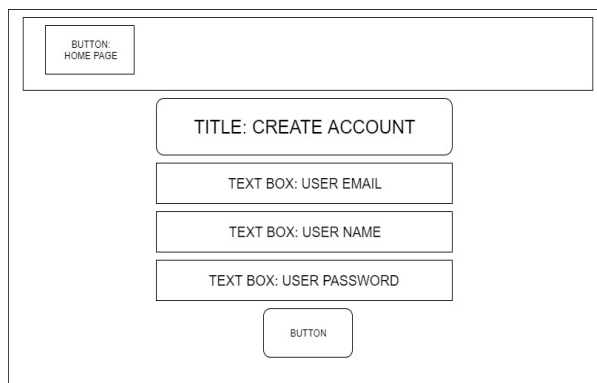 BUTTON:
HOME PAGE
TITLE: CREATE ACCOUNT
TEXT BOX: USER EMAIL
TEXT BOX: USER NAME
TEXT BOX: USER PASSWORD
BUTTON